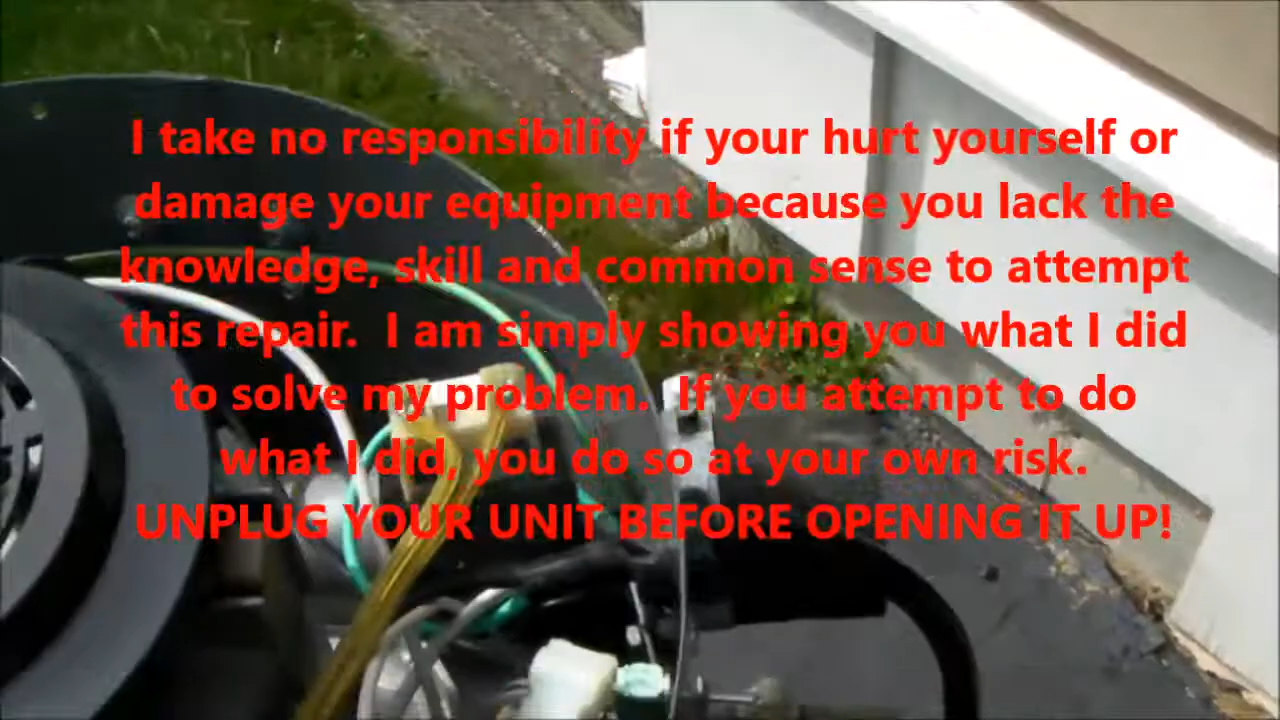 I take no responsibility if your hurt yourself or
damage your equipment because you lack the
knowledge, skill and common sense to attempt
this repair.  I am simply showing you what I did
to solve my problem.  If you attempt to do
what I did, you do so at your own risk.
UNPLUG YOUR UNIT BEFORE OPENING IT UP!